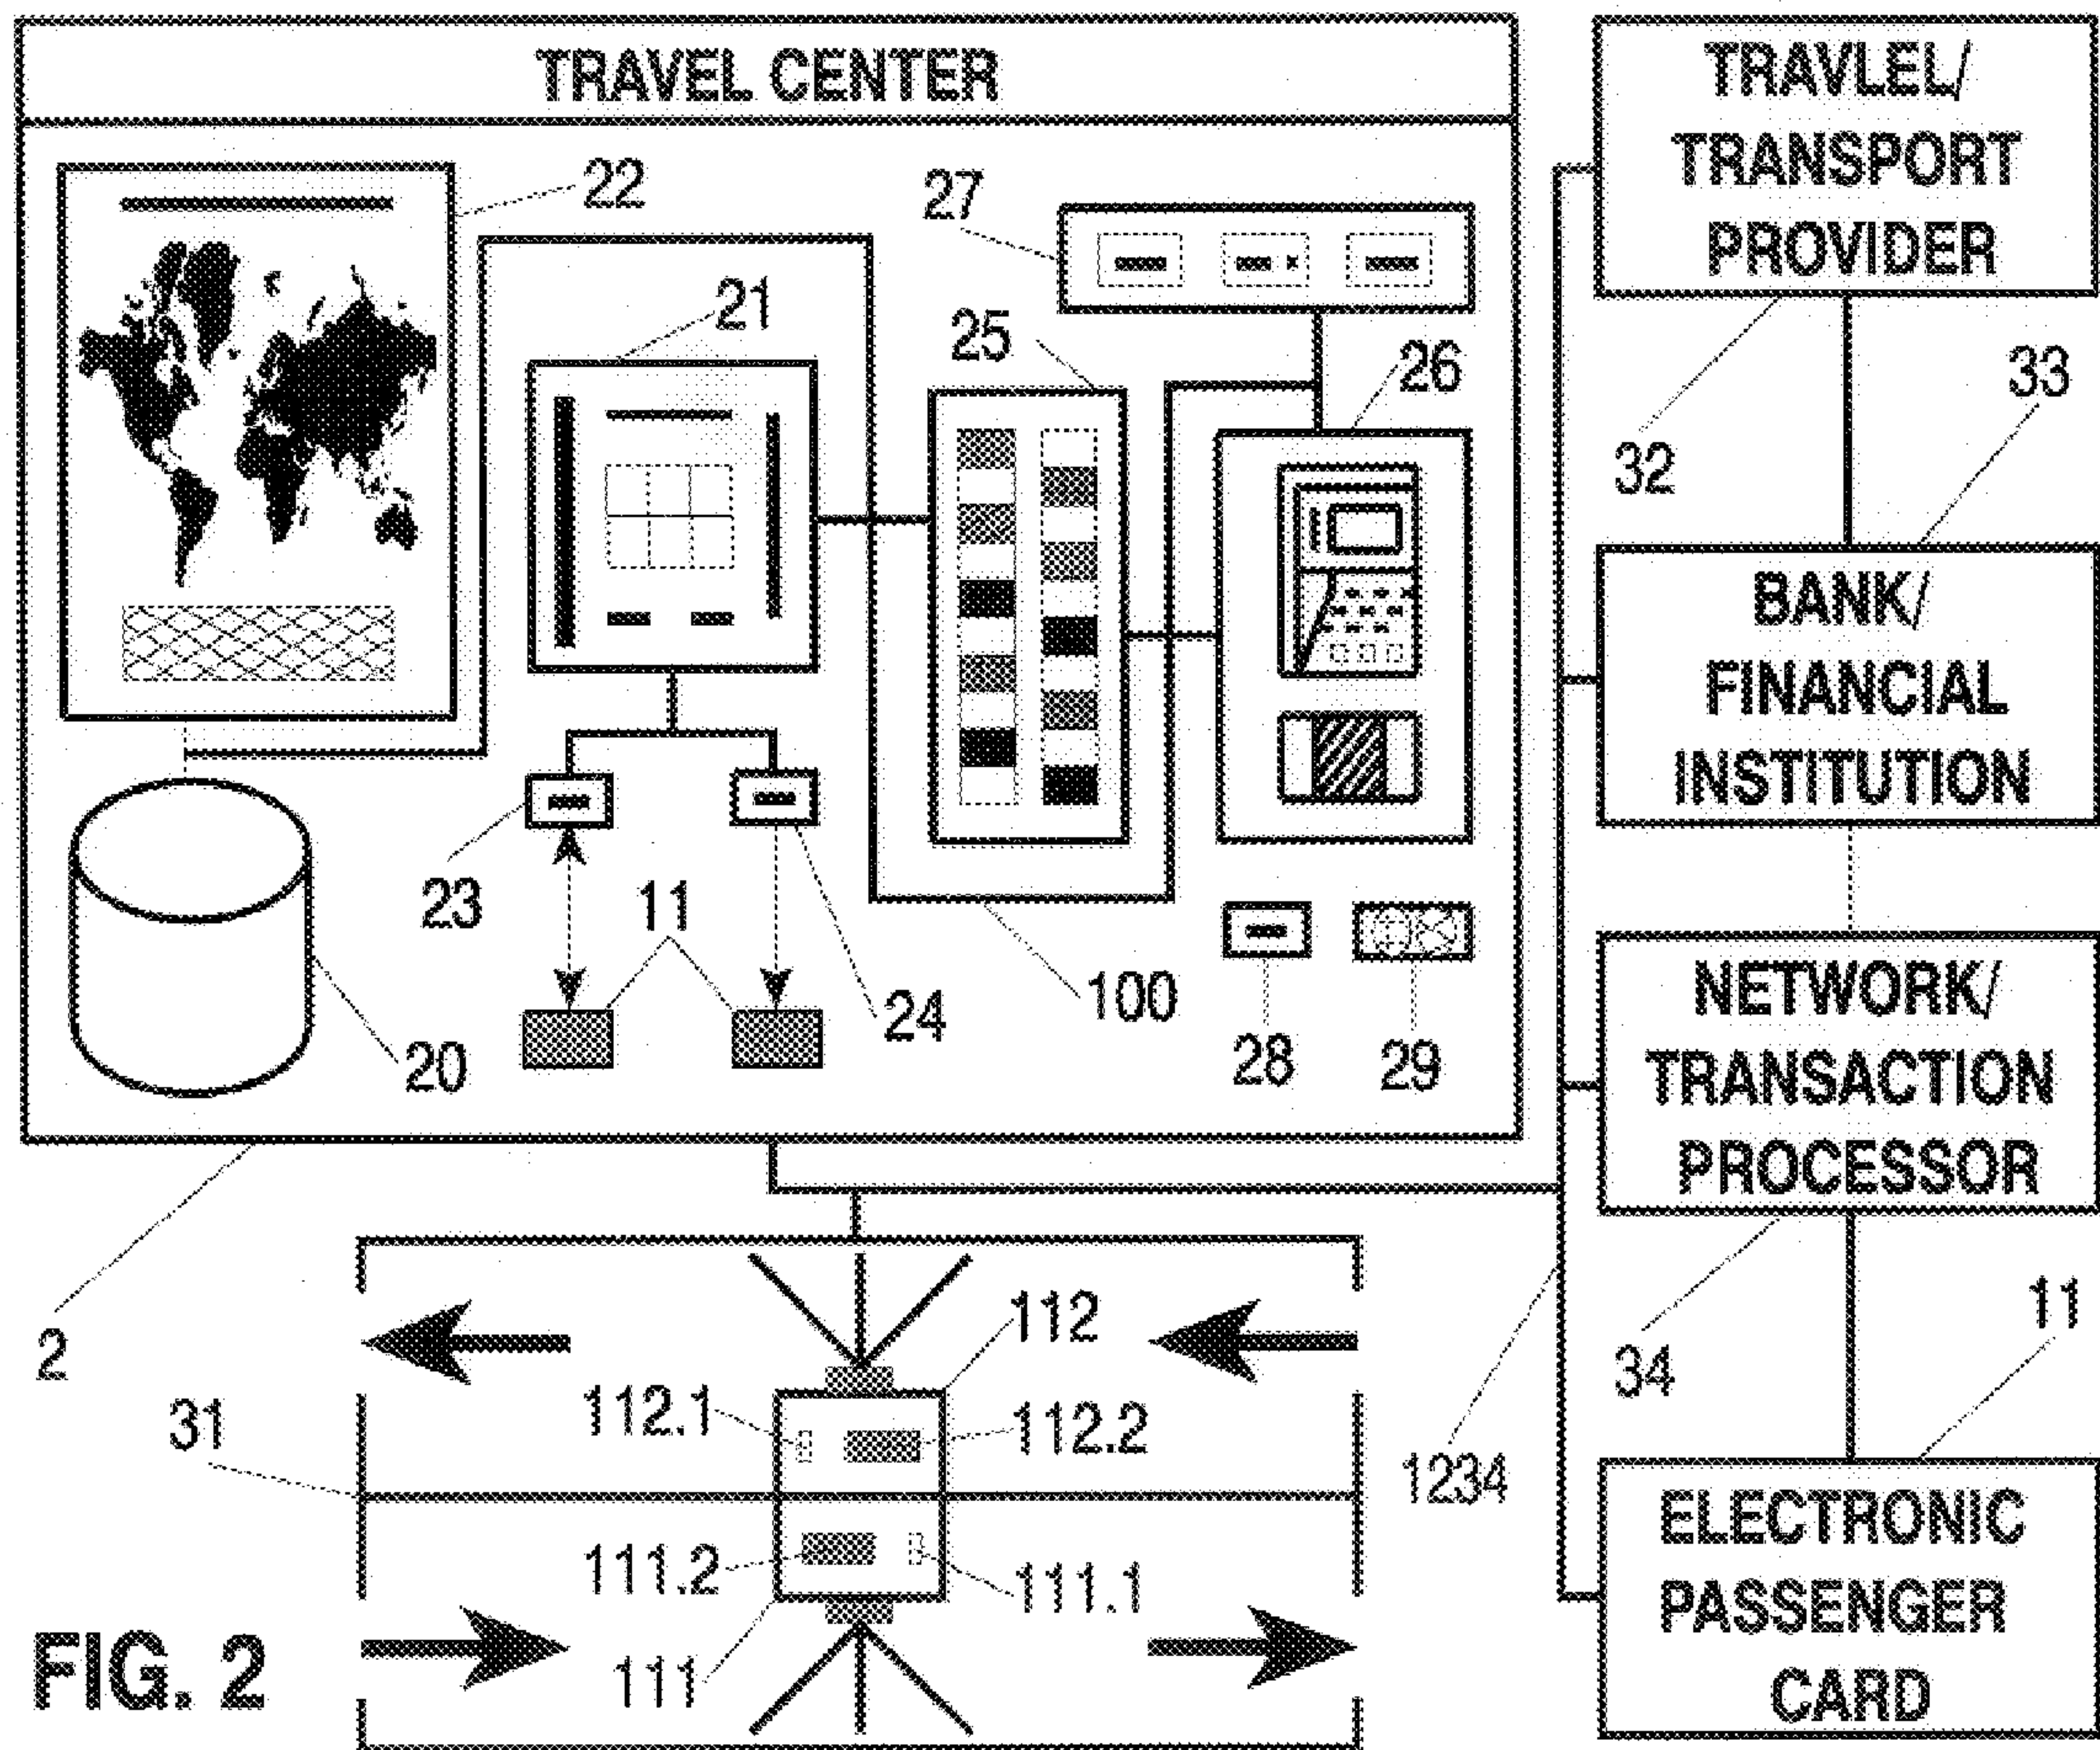 TRAVEL CENTER
TRAVLEL/
TRANSPORT
PROVIDER
22
27
21
25
26
33
32
BANK/
FINANCIAL
INSTITUTION
23
11
24
100
20
28
29
NETWORK/
TRANSACTION
PROCESSOR
2
112
11
34
31
112.1
112.2
1234
111.2
111.1
111
ELECTRONIC
PASSENGER
CARD
FIG. 2